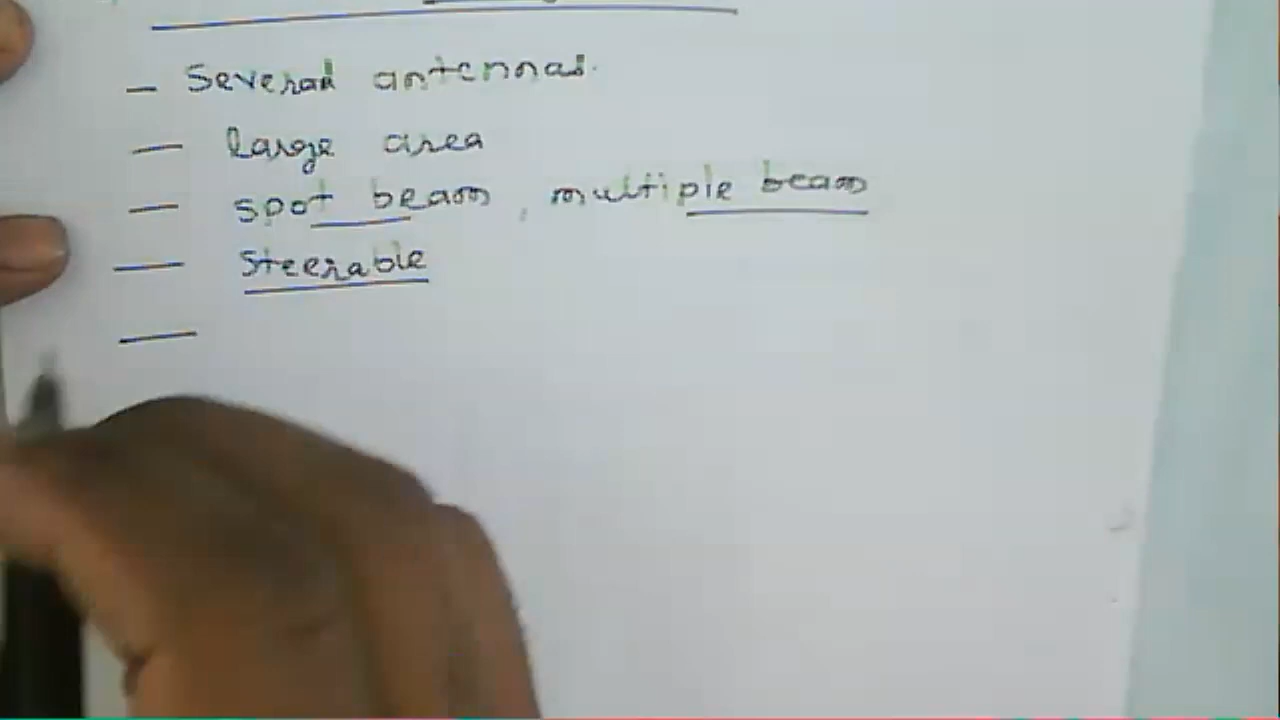 – Several antennas.
– large area
– spot beam, multiple beam
– Steerable
–